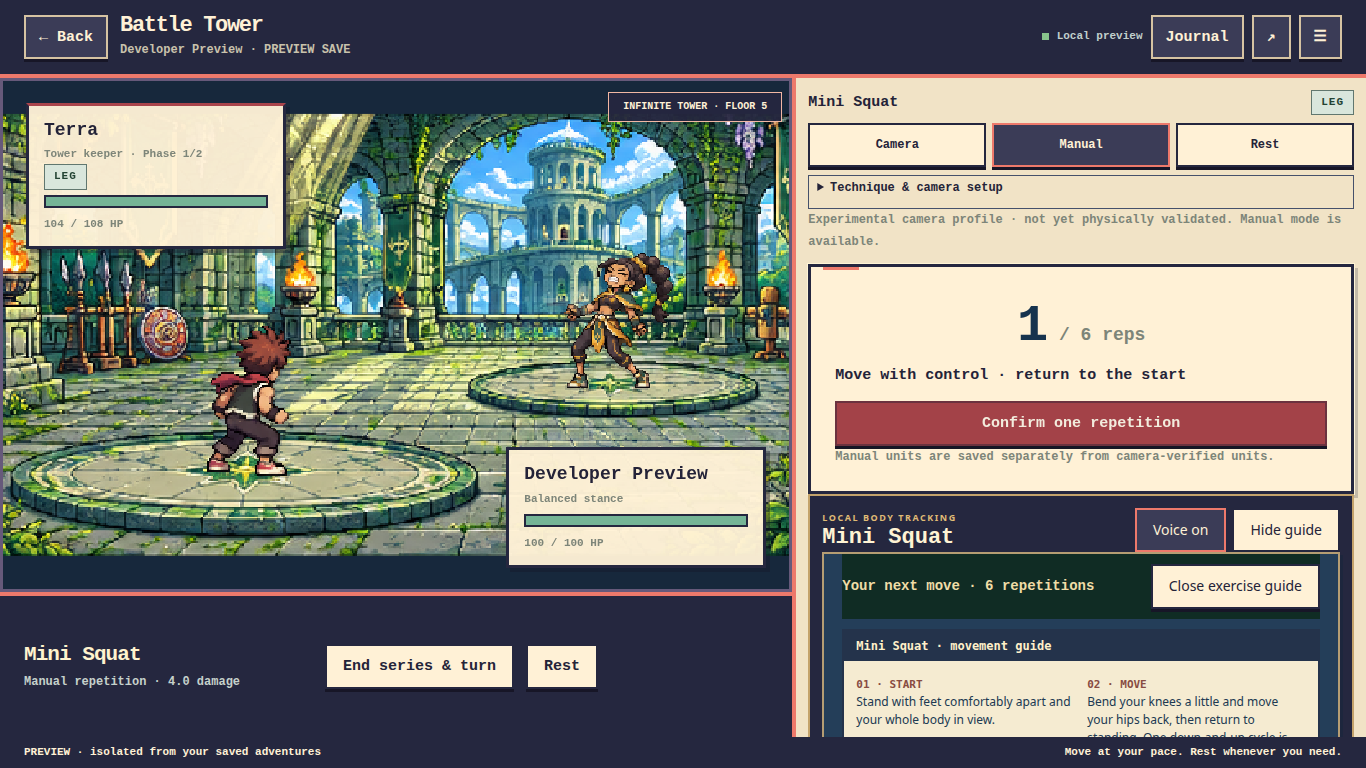 ← Back
Battle Tower
Developer Preview · PREVIEW SAVE
Local preview
Journal
↗
☰
INFINITE TOWER · FLOOR 5
Terra
Tower keeper · Phase 1/2
LEG
104 / 108 HP
Developer Preview
Balanced stance
100 / 100 HP
Mini Squat
Manual repetition · 4.0 damage
End series & turn
Rest
Mini Squat
LEG
Camera
Manual
Rest
▶ Technique & camera setup
Experimental camera profile · not yet physically validated. Manual mode is
available.
1 / 6 reps
Move with control · return to the start
Confirm one repetition
Manual units are saved separately from camera-verified units.
LOCAL BODY TRACKING
Mini Squat
Voice on
Hide guide
Your next move · 6 repetitions
Close exercise guide
Mini Squat · movement guide
01 · START
Stand with feet comfortably apart and
your whole body in view.
02 · MOVE
Bend your knees a little and move
your hips back, then return to
standing. One down-and-up cycle is
PREVIEW · isolated from your saved adventures
Move at your pace. Rest whenever you need.